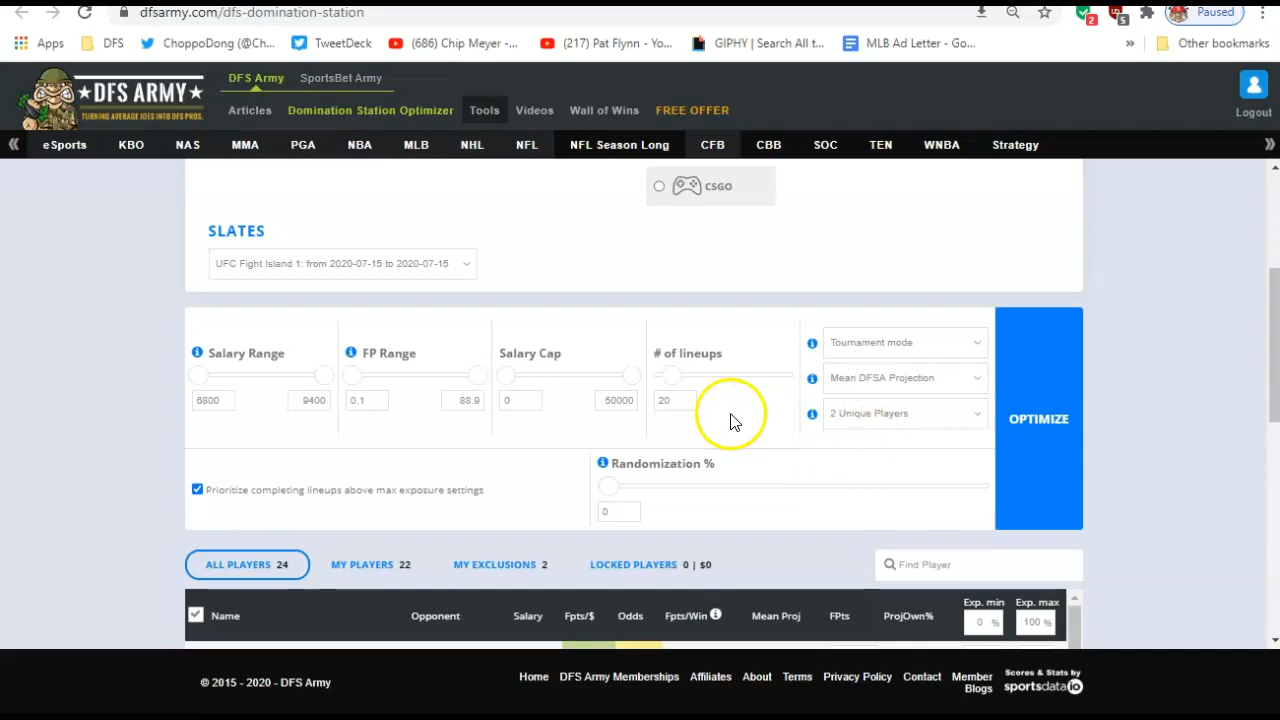 dfsarmy.com/dfs-domination-station
Paused
2
5
Apps
DFS
ChoppoDong (@Ch...
TweetDeck
(686) Chip Meyer -...
(217) Pat Flynn - Yo...
GIPHY | Search All t...
MLB Ad Letter - Go...
»
Other bookmarks
DFS ARMY
TURNING AVERAGE JOES INTO DFS PROS.
DFS Army
SportsBet Army
Articles
Domination Station Optimizer
Tools
Videos
Wall of Wins
FREE OFFER
Logout
eSports
KBO
NAS
MMA
PGA
NBA
MLB
NHL
NFL
NFL Season Long
CFB
CBB
SOC
TEN
WNBA
Strategy
CSGO
SLATES
UFC Fight Island 1: from 2020-07-15 to 2020-07-15
Salary Range
FP Range
Salary Cap
# of lineups
Tournament mode
Mean DFSA Projection
6800
9400
0.1
88.9
0
50000
20
2 Unique Players
OPTIMIZE
Prioritize completing lineups above max exposure settings
Randomization %
0
ALL PLAYERS 24
MY PLAYERS 22
MY EXCLUSIONS 2
LOCKED PLAYERS 0 | $0
Find Player
Name
Opponent
Salary
Fpts/$
Odds
Fpts/Win
Mean Proj
FPts
ProjOwn%
Exp. min
0 %
Exp. max
100 %
© 2015 - 2020 - DFS Army
Home
DFS Army Memberships
Affiliates
About
Terms
Privacy Policy
Contact
Member Blogs
Scores & Stats by
sportsdataIO